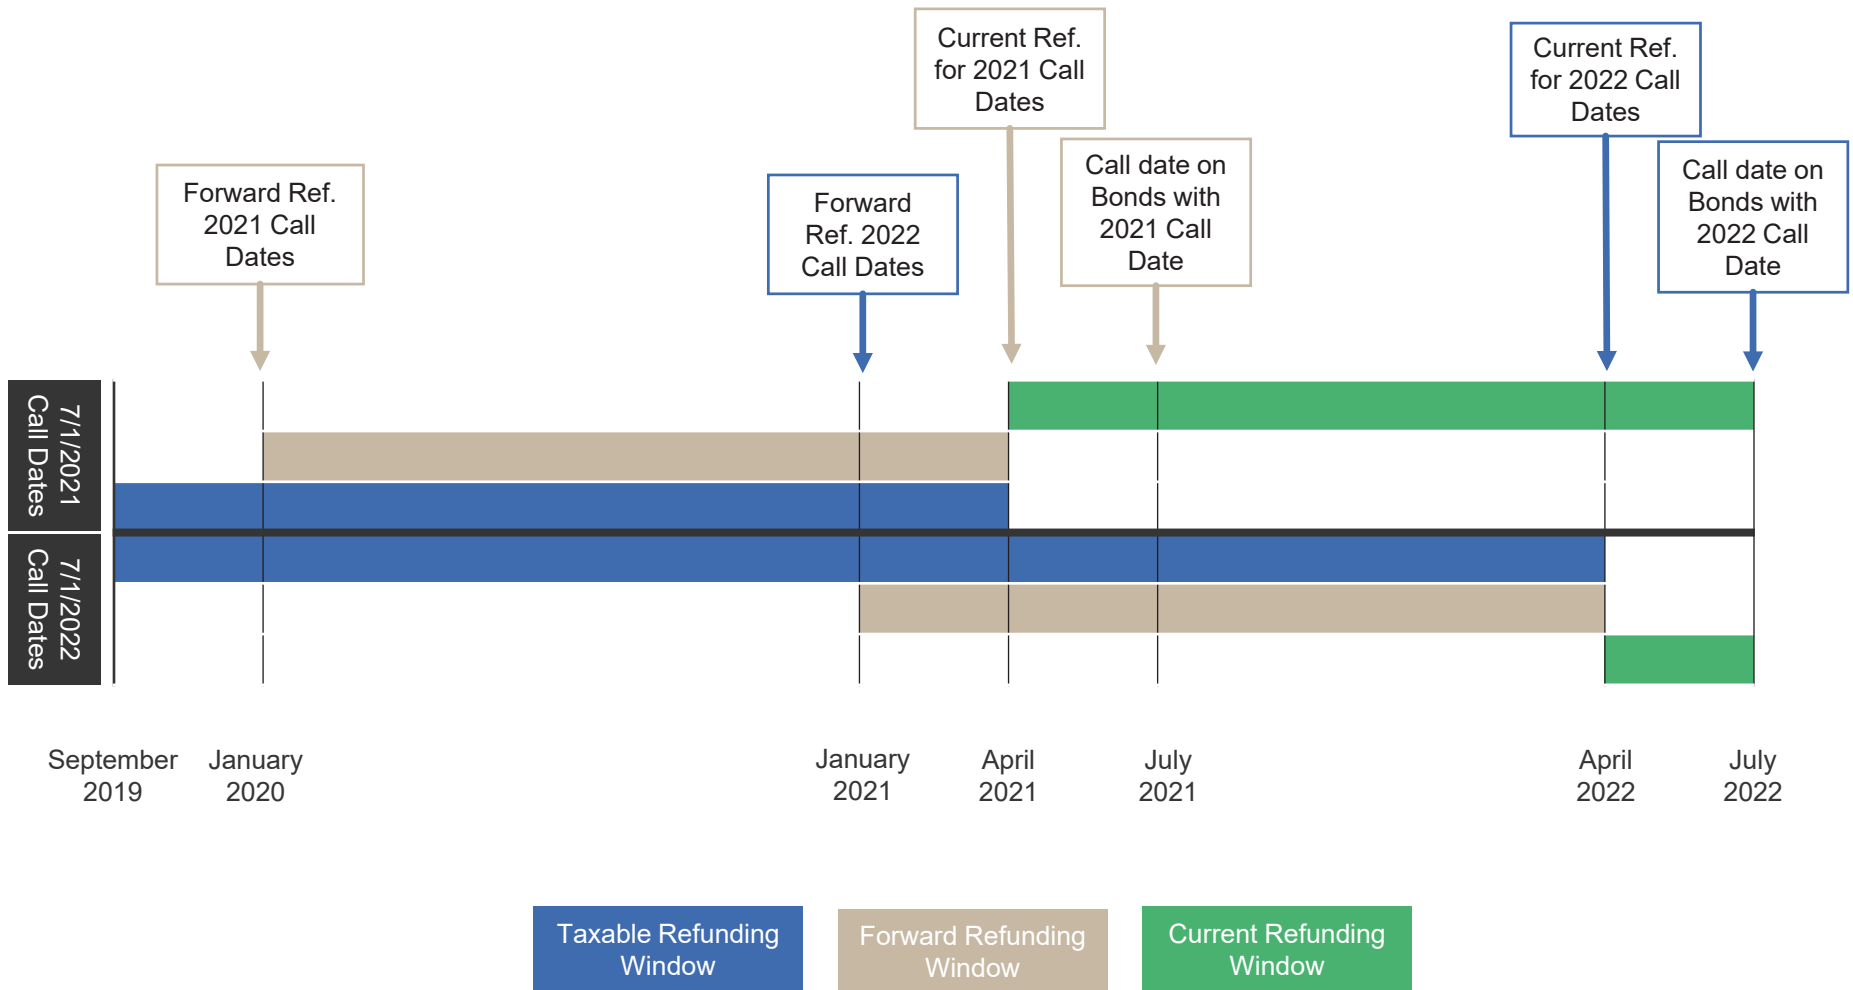 Current Ref.
for 2021 Call
Dates
Current Ref.
for 2022 Call
Dates
Forward Ref.
2021 Call
Dates
Forward
Ref. 2022
Call Dates
Call date on
Bonds with
2021 Call
Date
Call date on
Bonds with
2022 Call
Date
7/1/2021
Call Dates
7/1/2022
Call Dates
September
2019
January
2020
January
2021
April
2021
July
2021
April
2022
July
2022
Taxable Refunding
Window
Forward Refunding
Window
Current Refunding
Window